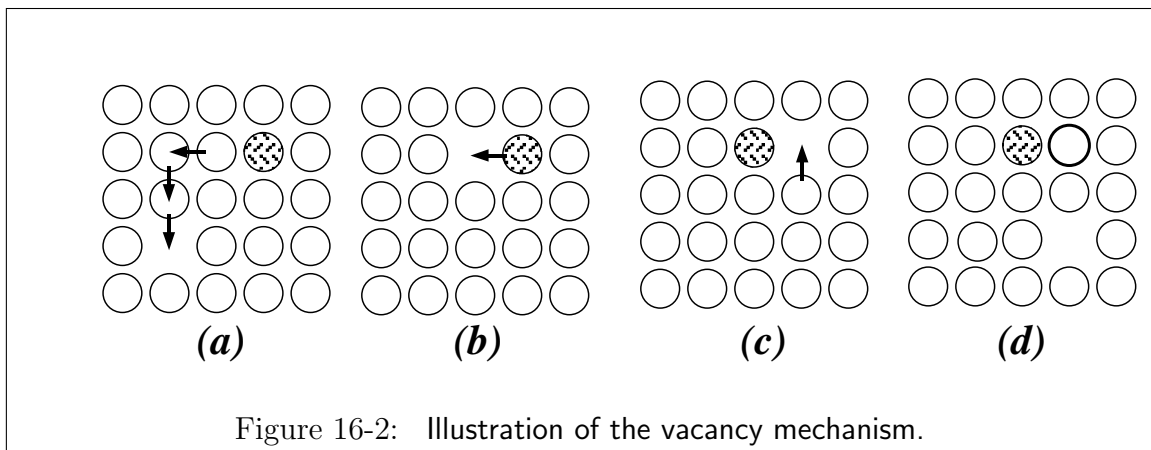 (a) (b) (c) (d)
Figure 16-2: Illustration of the vacancy mechanism.